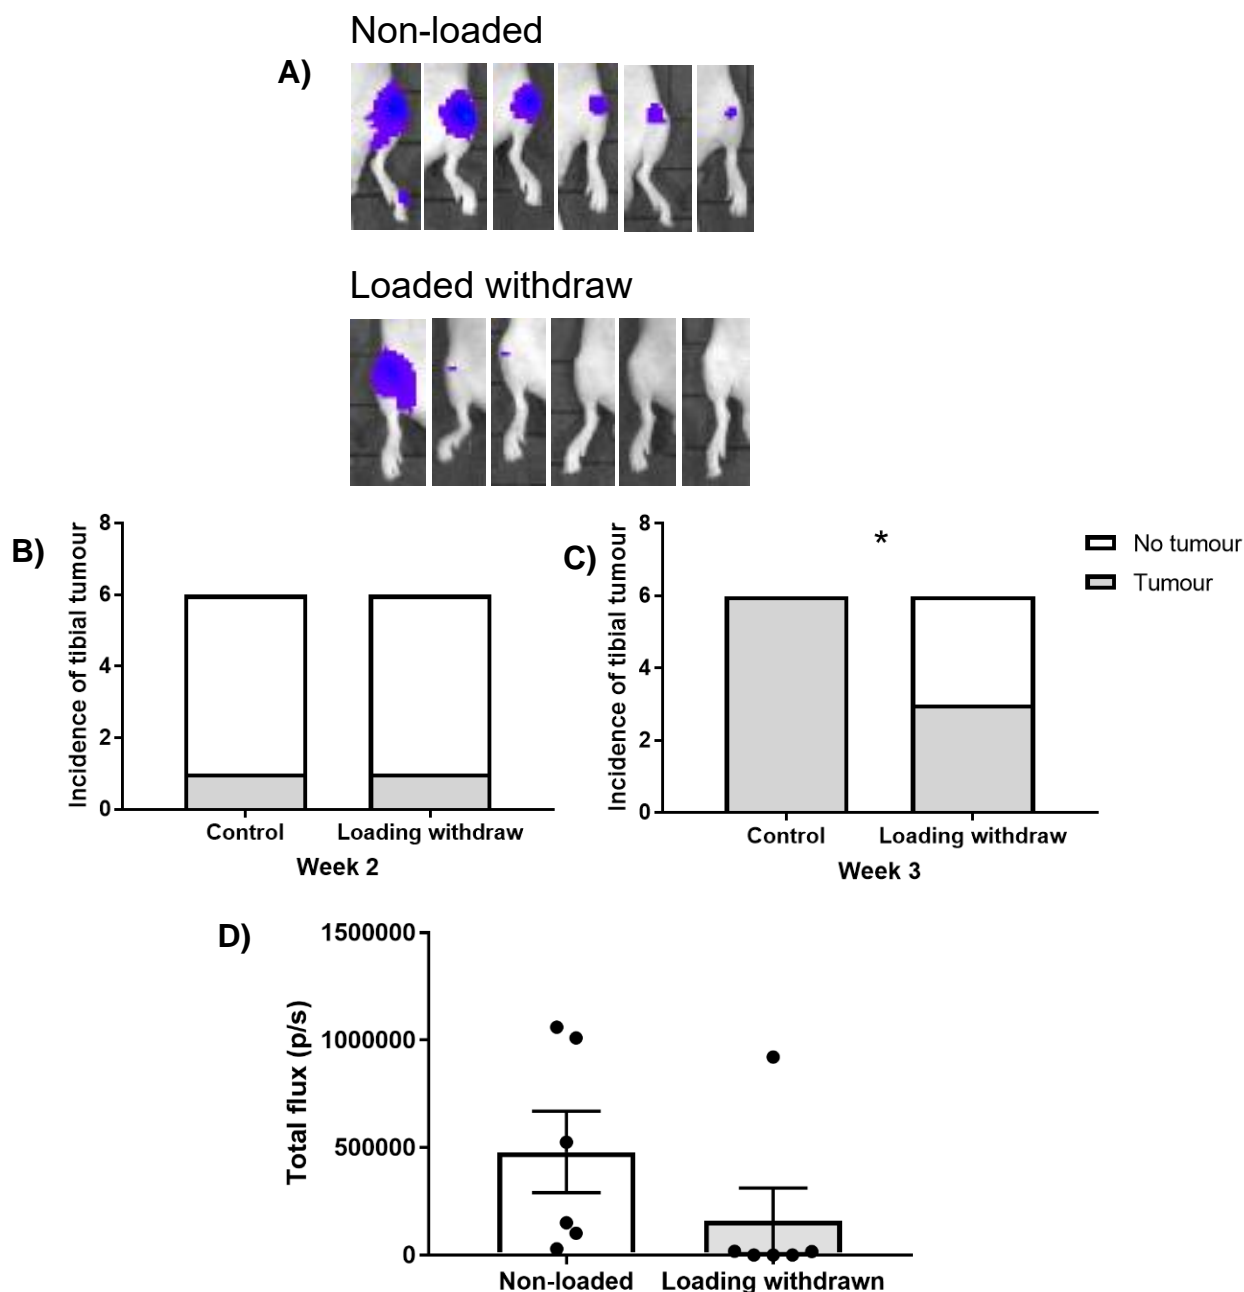 Non-loaded
A)
Loaded withdraw
B)
Incidence of tibial tumour
8
6
4
2
0
Control
Loading withdraw
Week 2
C)
Incidence of tibial tumour
8
6
4
2
0
*
Control
Loading withdraw
Week 3
No tumour
Tumour
D)
Total flux (p/s)
1500000
1000000
500000
0
Non-loaded
Loading withdrawn